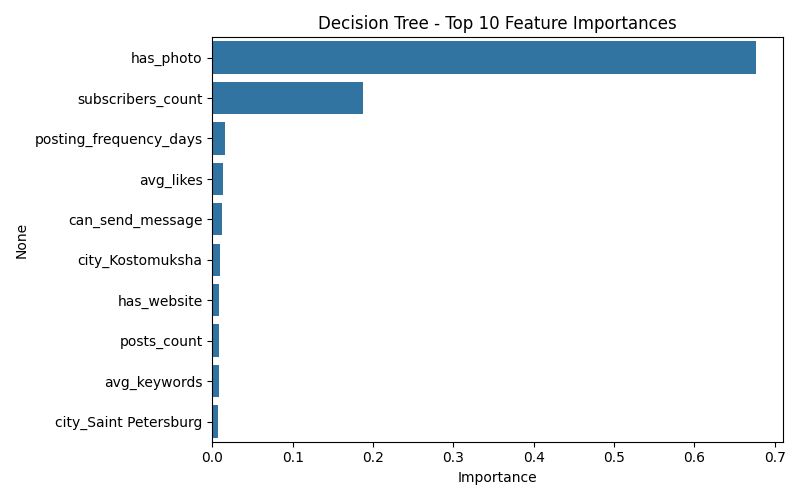 Decision Tree - Top 10 Feature Importances
has_photo
subscribers_count
posting_frequency_days
avg_likes
can_send_message
city_Kostomuksha
has_website
posts_count
avg_keywords
city_Saint Petersburg
None
0.0 0.1 0.2 0.3 0.4 0.5 0.6 0.7
Importance